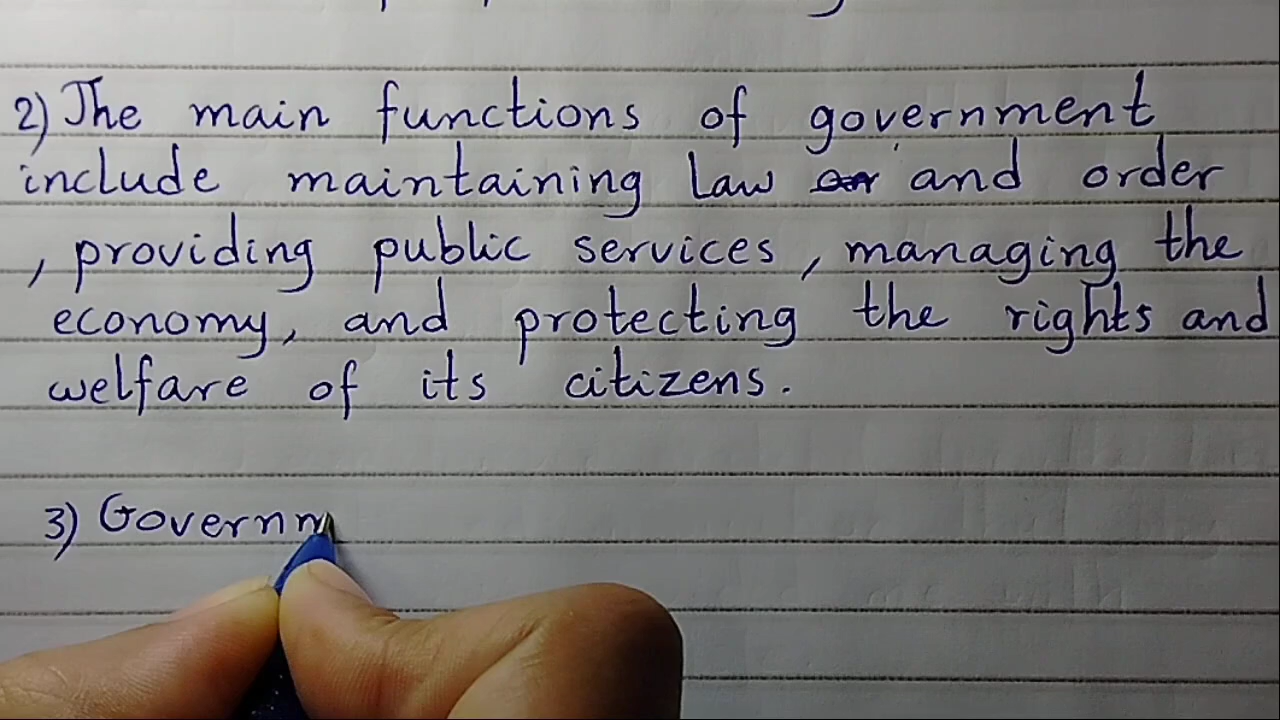 2) The main functions of government
include maintaining law and order
, providing public services, managing the
economy, and protecting the rights and
welfare of its citizens.
3) Governm